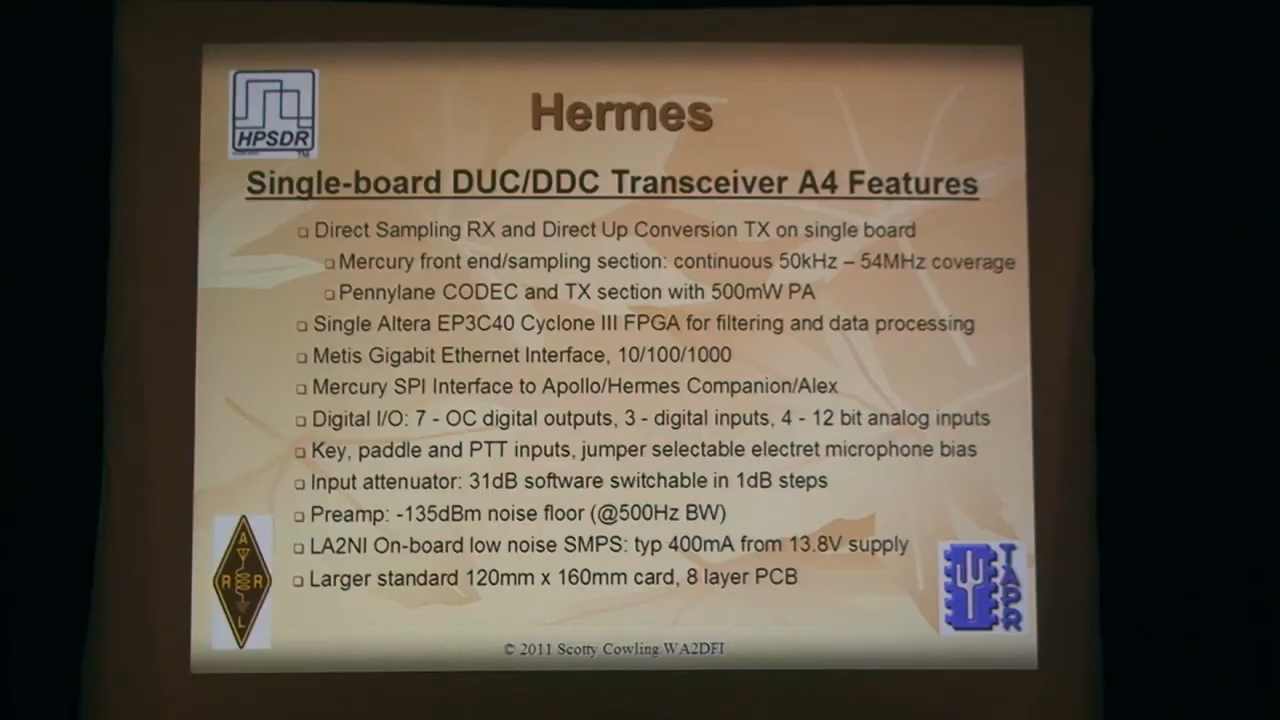 HPSDR
TM
Hermes
Single-board DUC/DDC Transceiver A4 Features
Direct Sampling RX and Direct Up Conversion TX on single board
Mercury front end/sampling section: continuous 50kHz – 54MHz coverage
Pennylane CODEC and TX section with 500mW PA
Single Altera EP3C40 Cyclone III FPGA for filtering and data processing
Metis Gigabit Ethernet Interface, 10/100/1000
Mercury SPI Interface to Apollo/Hermes Companion/Alex
Digital I/O: 7 - OC digital outputs, 3 - digital inputs, 4 - 12 bit analog inputs
Key, paddle and PTT inputs, jumper selectable electret microphone bias
Input attenuator: 31dB software switchable in 1dB steps
Preamp: -135dBm noise floor (@500Hz BW)
LA2NI On-board low noise SMPS: typ 400mA from 13.8V supply
Larger standard 120mm x 160mm card, 8 layer PCB
A
R R
L
TAPR
© 2011 Scotty Cowling WA2DFI